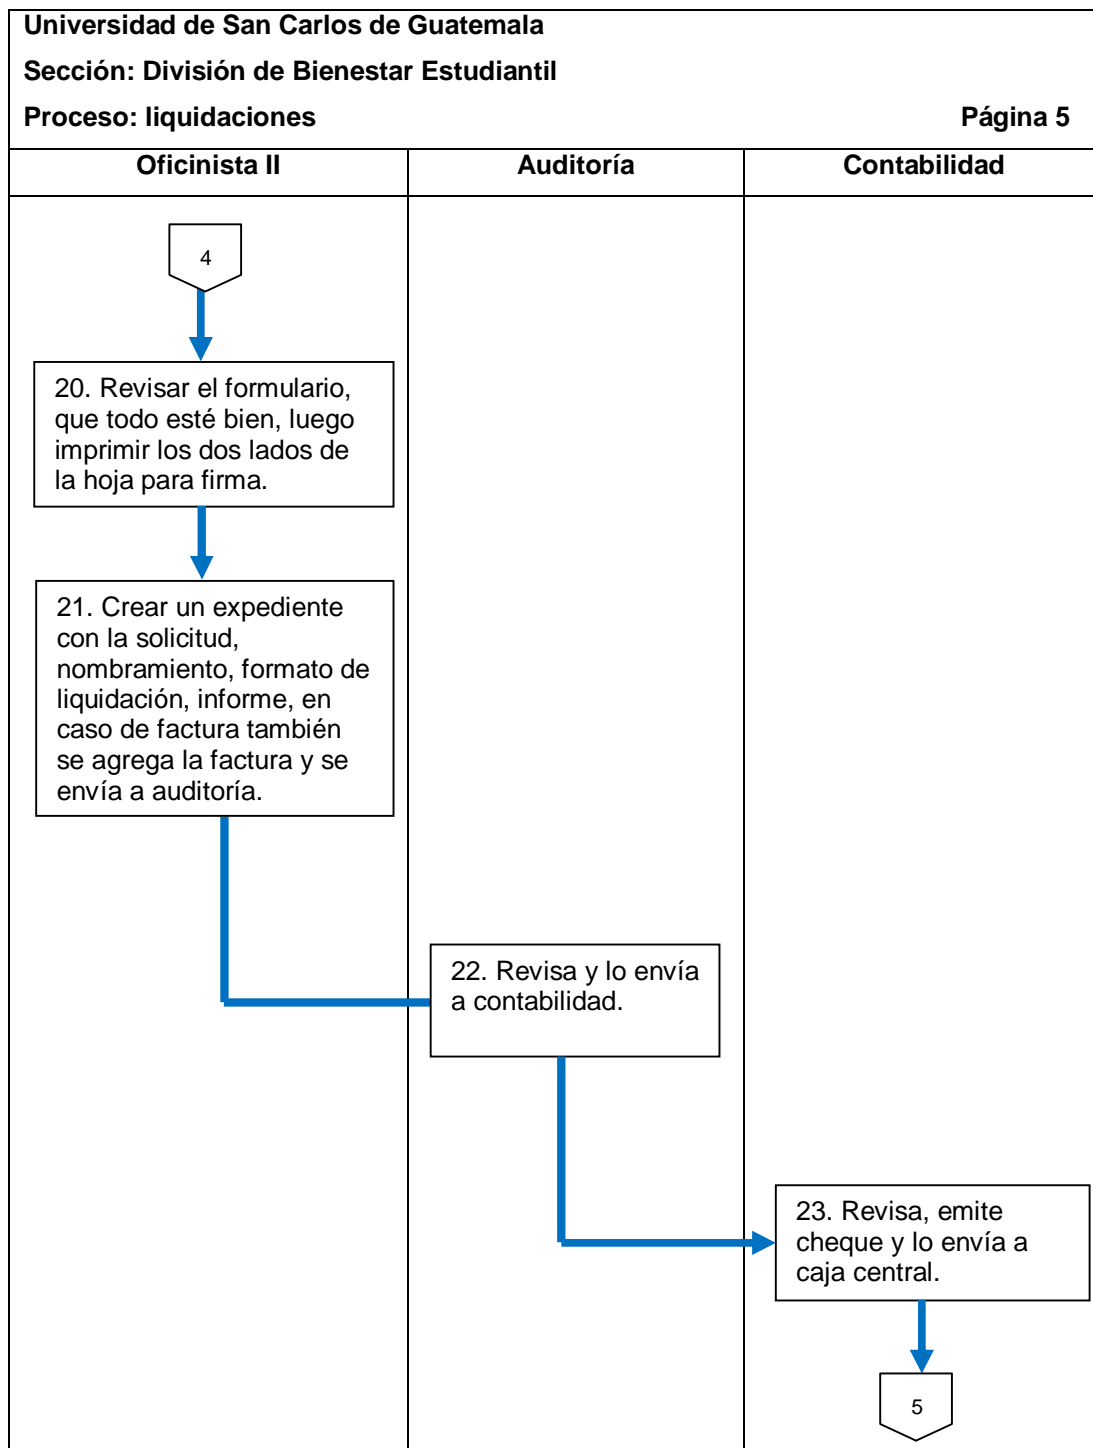 Universidad de San Carlos de Guatemala
Sección: División de Bienestar Estudiantil
Proceso: liquidaciones Página 5
Oficinista II Auditoría Contabilidad
4
20. Revisar el formulario,
que todo esté bien, luego
imprimir los dos lados de
la hoja para firma.
21. Crear un expediente
con la solicitud,
nombramiento, formato de
liquidación, informe, en
caso de factura también
se agrega la factura y se
envía a auditoría.
22. Revisa y lo envía
a contabilidad.
23. Revisa, emite
cheque y lo envía a
caja central.
5